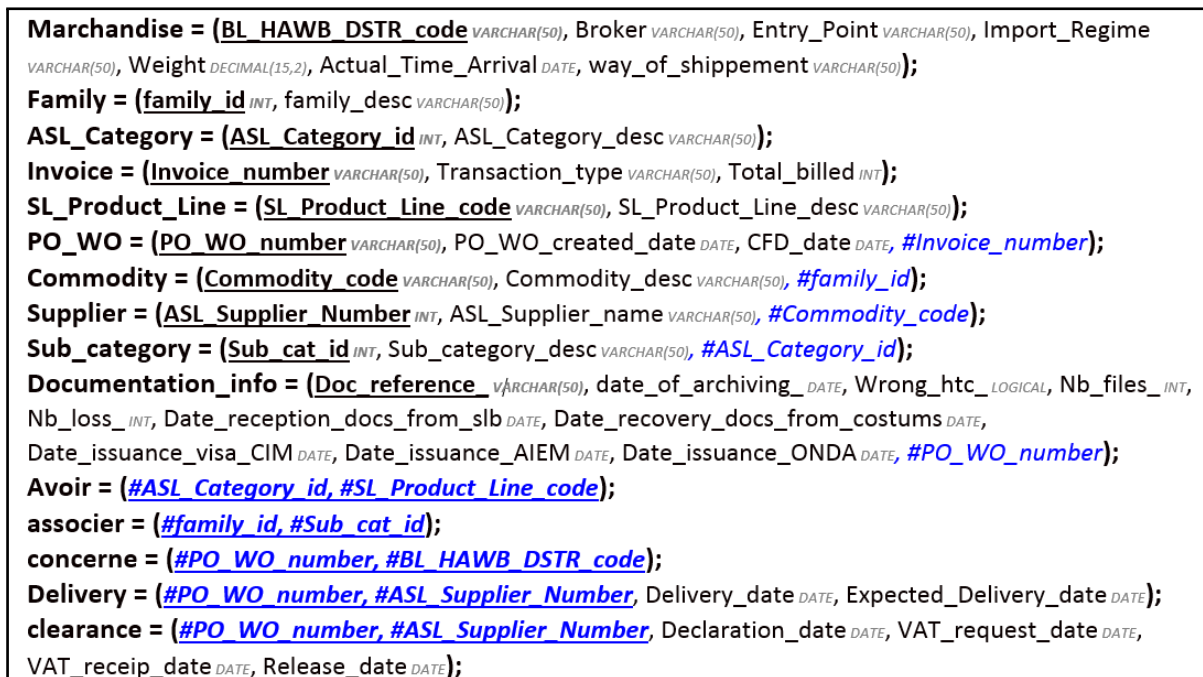 Marchandise = (BL_HAWB_DSTR_code VARCHAR(50), Broker VARCHAR(50), Entry_Point VARCHAR(50), Import_Regime
VARCHAR(50), Weight DECIMAL(15,2), Actual_Time_Arrival DATE, way_of_shippement VARCHAR(50));
Family = (family_id INT, family_desc VARCHAR(50));
ASL_Category = (ASL_Category_id INT, ASL_Category_desc VARCHAR(50));
Invoice = (Invoice_number VARCHAR(50), Transaction_type VARCHAR(50), Total_billed INT);
SL_Product_Line = (SL_Product_Line_code VARCHAR(50), SL_Product_Line_desc VARCHAR(50));
PO_WO = (PO_WO_number VARCHAR(50), PO_WO_created_date DATE, CFD_date DATE, #Invoice_number);
Commodity = (Commodity_code VARCHAR(50), Commodity_desc VARCHAR(50), #family_id);
Supplier = (ASL_Supplier_Number INT, ASL_Supplier_name VARCHAR(50), #Commodity_code);
Sub_category = (Sub_cat_id INT, Sub_category_desc VARCHAR(50), #ASL_Category_id);
Documentation_info = (Doc_reference_ VARCHAR(50), date_of_archiving_ DATE, Wrong_htc_ LOGICAL, Nb_files_ INT,
Nb_loss_ INT, Date_reception_docs_from_slb DATE, Date_recovery_docs_from_costums DATE,
Date_issuance_visa_CIM DATE, Date_issuance_AIEM DATE, Date_issuance_ONDA DATE, #PO_WO_number);
Avoir = (#ASL_Category_id, #SL_Product_Line_code);
associer = (#family_id, #Sub_cat_id);
concerne = (#PO_WO_number, #BL_HAWB_DSTR_code);
Delivery = (#PO_WO_number, #ASL_Supplier_Number, Delivery_date DATE, Expected_Delivery_date DATE);
clearance = (#PO_WO_number, #ASL_Supplier_Number, Declaration_date DATE, VAT_request_date DATE,
VAT_receip_date DATE, Release_date DATE);